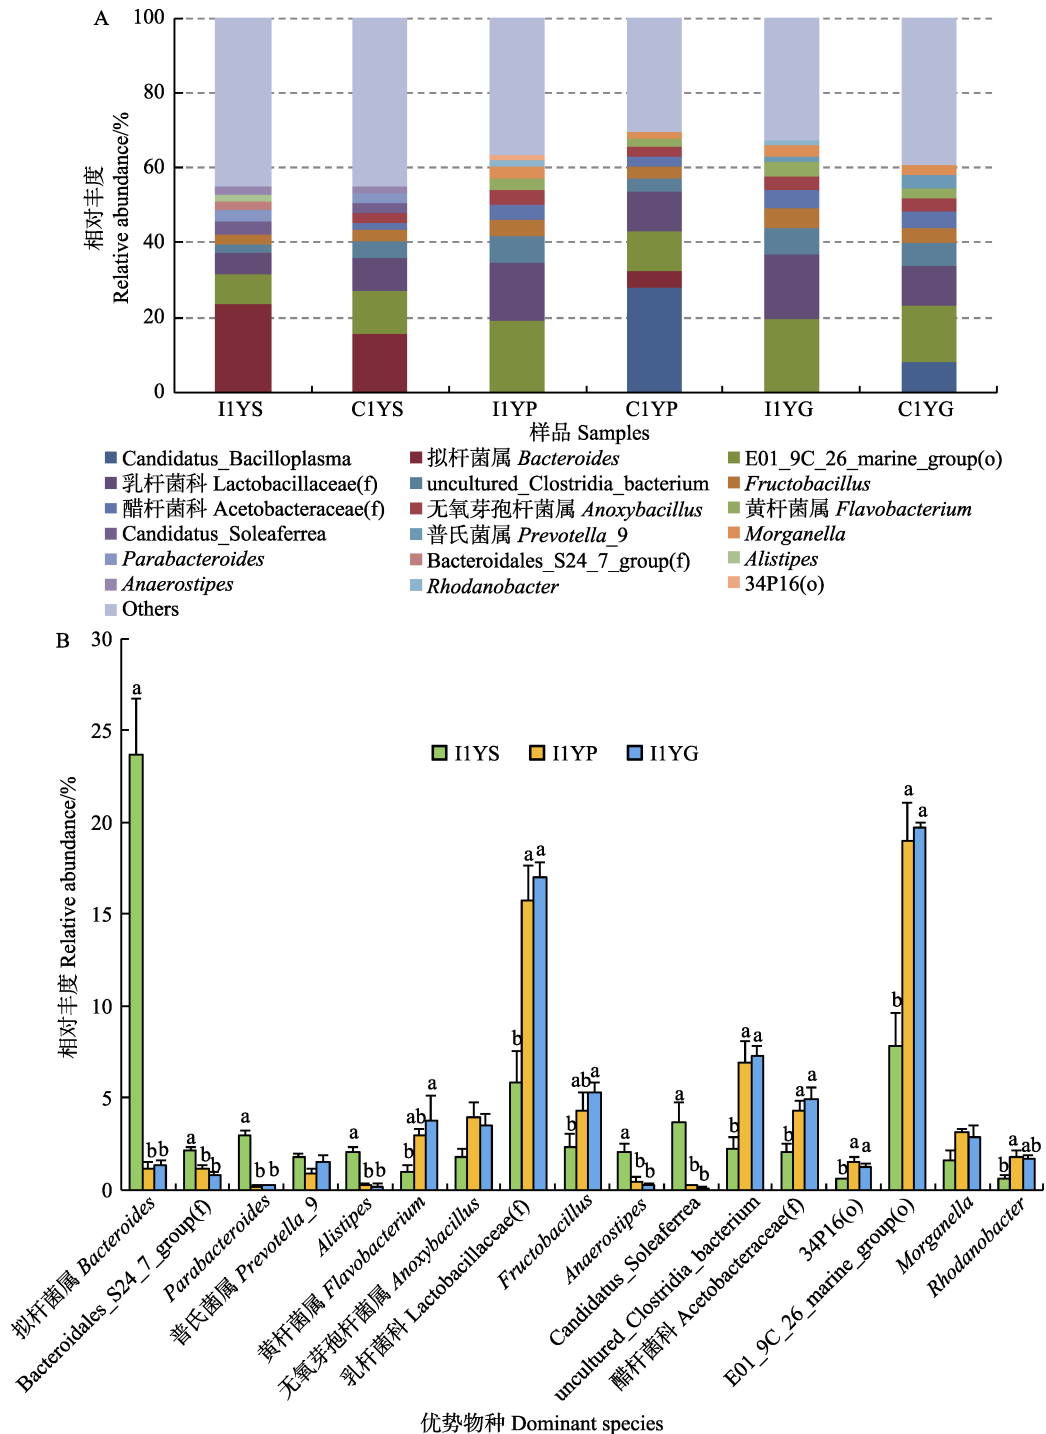 A
100
80
60
40
20
0
相对丰度
Relative abundance/%
I1YS C1YS I1YP C1YP I1YG C1YG
样品 Samples
Candidatus_Bacilloplasma 拟杆菌属 Bacteroides E01_9C_26_marine_group(o)
乳杆菌科 Lactobacillaceae(f) uncultured_Clostridia_bacterium Fructobacillus
醋杆菌科 Acetobacteraceae(f) 无氧芽孢杆菌属 Anoxybacillus 黄杆菌属 Flavobacterium
Candidatus_Soleaferrea 普氏菌属 Prevotella_9 Morganella
Parabacteroides Bacteroidales_S24_7_group(f) Alistipes
Anaerostipes Rhodanobacter 34P16(o)
Others
B
30
25
20
15
10
5
0
相对丰度 Relative abundance/%
I1YS I1YP I1YG
a b b
a b b
a b b
a b b
b ab a
b a a
b ab a
a b b
a b b
b a a
b a a
b a a
b a a
b a ab
拟杆菌属 Bacteroides
Bacteroidales_S24_7_group(f)
Parabacteroides
普氏菌属 Prevotella_9
Alistipes
黄杆菌属 Flavobacterium
无氧芽孢杆菌属 Anoxybacillus
乳杆菌科 Lactobacillaceae(f)
Fructobacillus
Anaerostipes
Candidatus_Soleaferrea
uncultured_Clostridia_bacterium
醋杆菌科 Acetobacteraceae(f)
34P16(o)
E01_9C_26_marine_group(o)
Morganella
Rhodanobacter
优势物种 Dominant species